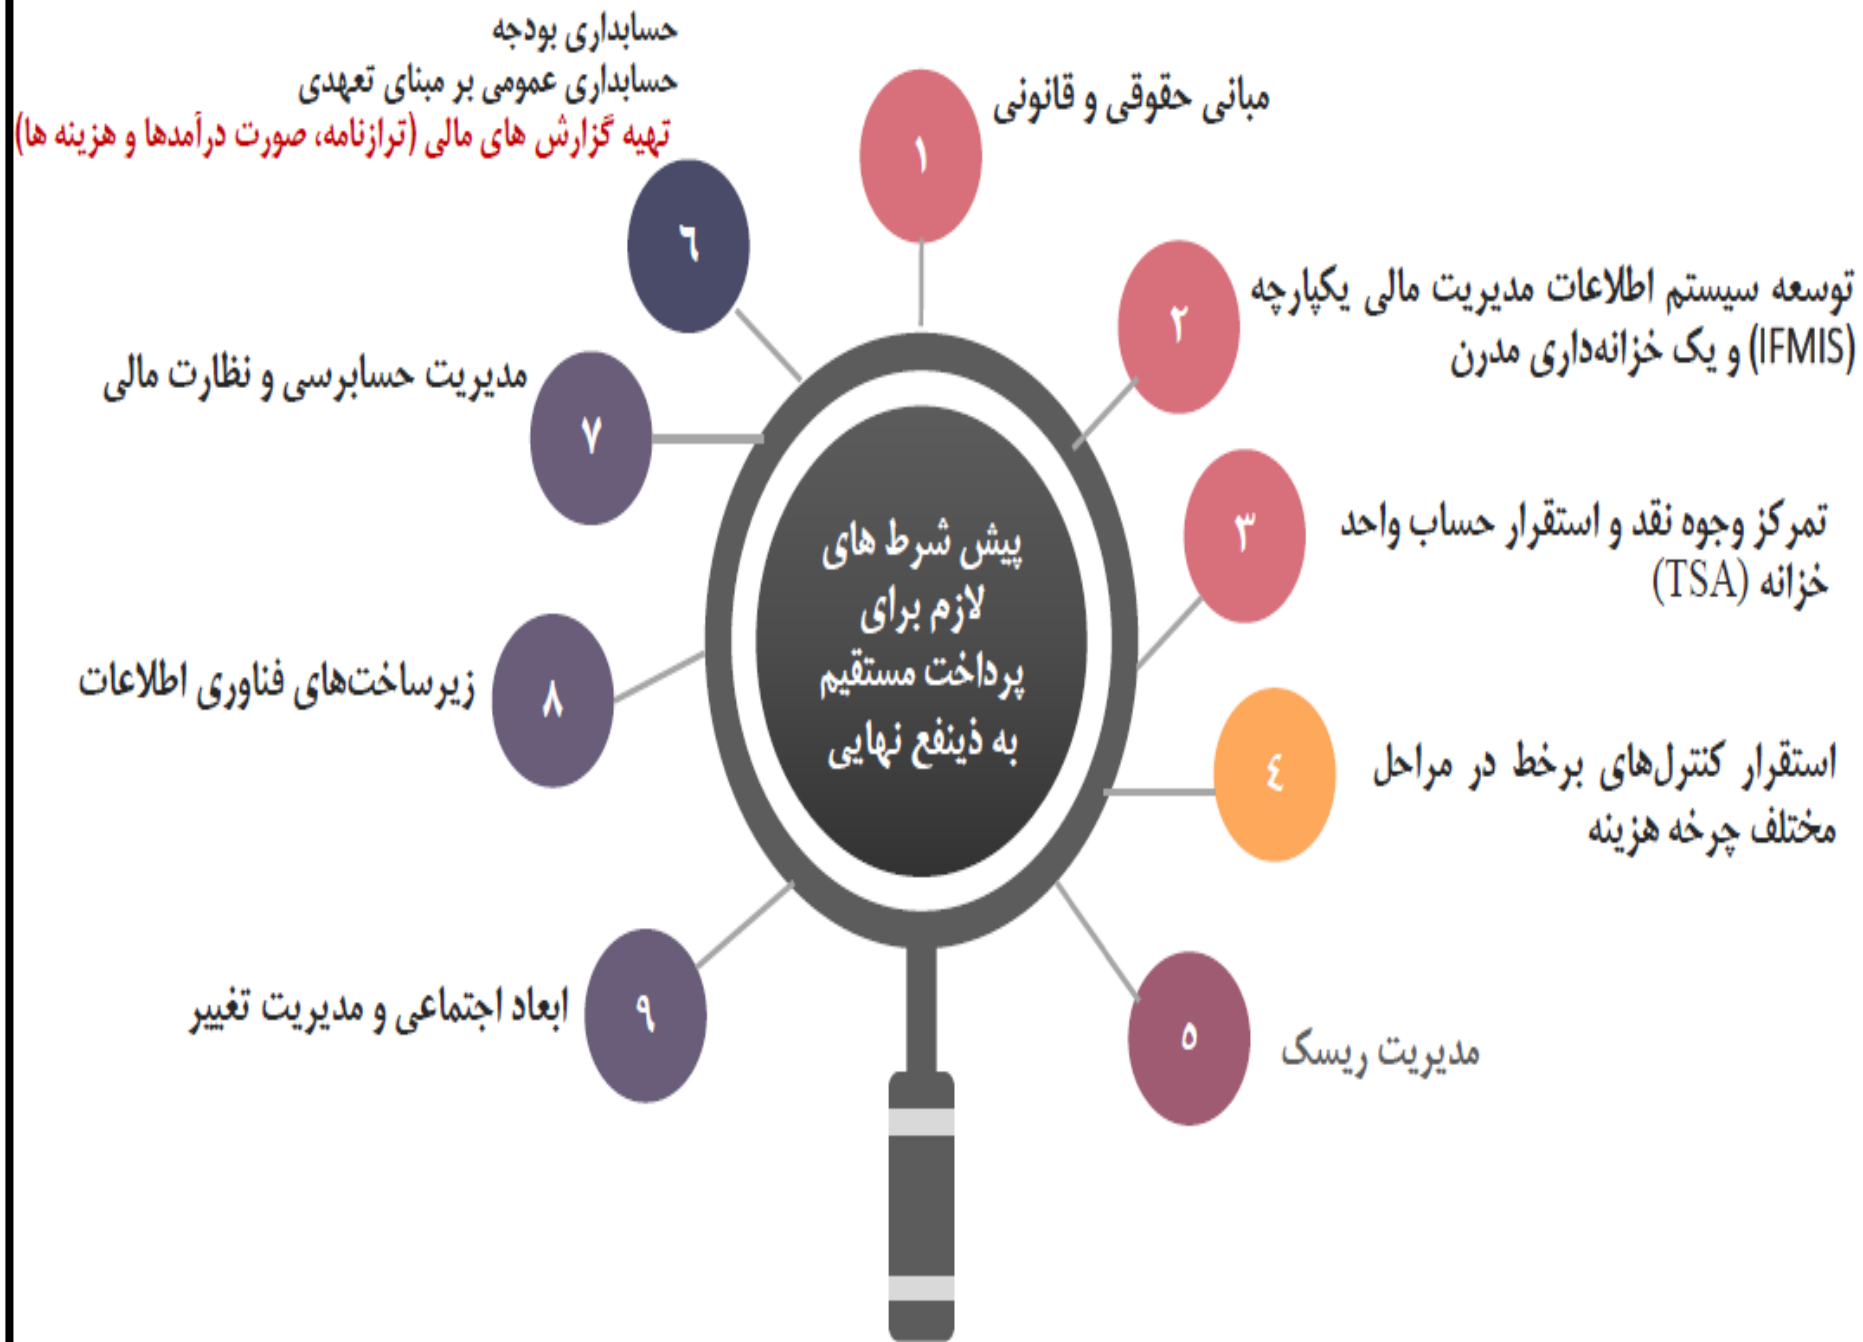 پیش شرط های
لازم برای
پرداخت مستقیم
به ذینفع نهایی
۱
مبانی حقوقی و قانونی
۲
توسعه سیستم اطلاعات مدیریت مالی یکپارچه
(IFMIS) و یک خزانه‌داری مدرن
۳
تمرکز وجوه نقد و استقرار حساب واحد
خزانه (TSA)
٤
استقرار کنترل‌های برخط در مراحل
مختلف چرخه هزینه
٥
مدیریت ریسک
٦
حسابداری بودجه
حسابداری عمومی بر مبنای تعهدی
تهیه گزارش های مالی (ترازنامه، صورت درآمدها و هزینه ها)
۷
مدیریت حسابرسی و نظارت مالی
۸
زیرساخت‌های فناوری اطلاعات
۹
ابعاد اجتماعی و مدیریت تغییر